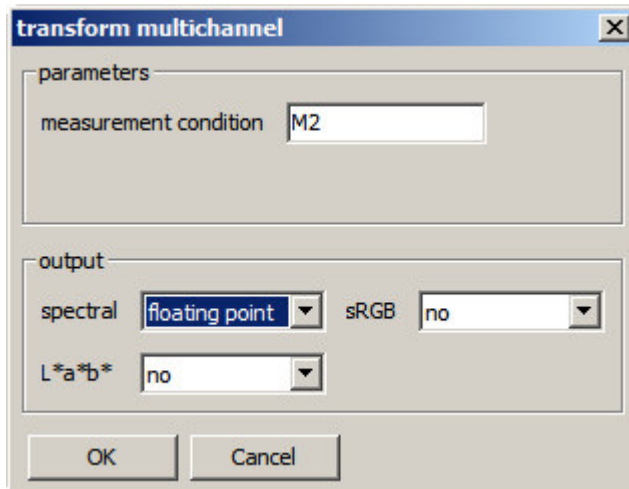 transform multichannel
parameters
measurement condition M2
output
spectral floating point sRGB no
L*a*b* no
OK Cancel